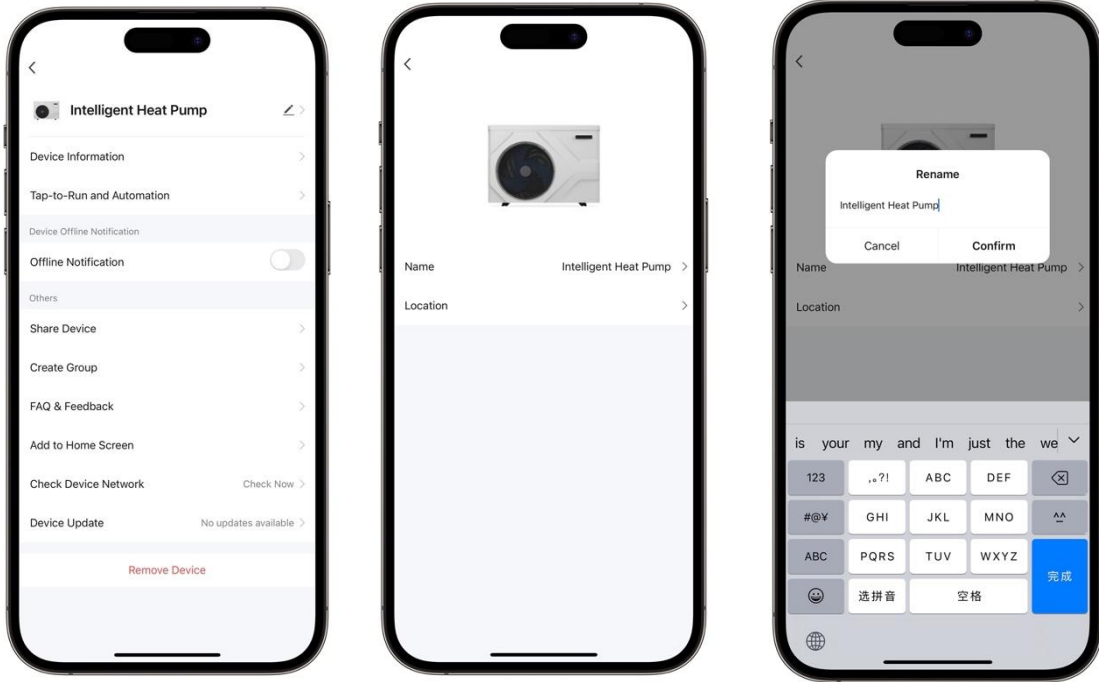 Intelligent Heat Pump
Device Information
Tap-to-Run and Automation
Device Offline Notification
Offline Notification
Others
Share Device
Create Group
FAQ & Feedback
Add to Home Screen
Check Device Network Check Now
Device Update No updates available
Remove Device
Name Intelligent Heat Pump
Location
Rename
Intelligent Heat Pump
Cancel Confirm
Name Intelligent Heat Pump
Location
is your my and I'm just the we
123 ,。?! ABC DEF
#@¥ GHI JKL MNO ^^
ABC PQRS TUV WXYZ
完成
选拼音 空格